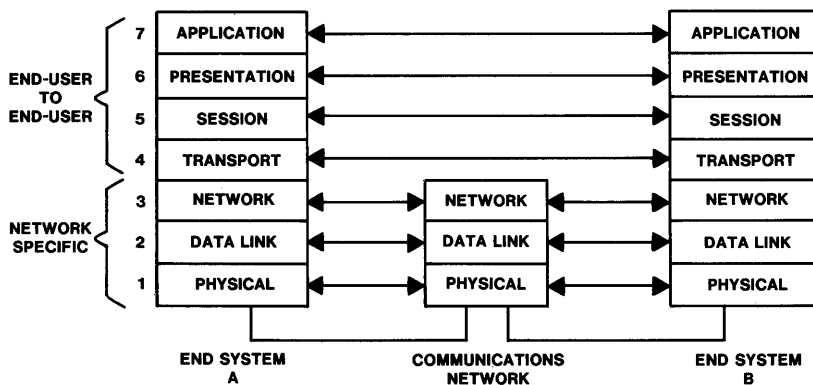 7 APPLICATION APPLICATION
6 PRESENTATION PRESENTATION
END-USER
TO
END-USER
5 SESSION SESSION
4 TRANSPORT TRANSPORT
3 NETWORK NETWORK NETWORK
NETWORK
SPECIFIC
2 DATA LINK DATA LINK DATA LINK
1 PHYSICAL PHYSICAL PHYSICAL
END SYSTEM
A
COMMUNICATIONS
NETWORK
END SYSTEM
B